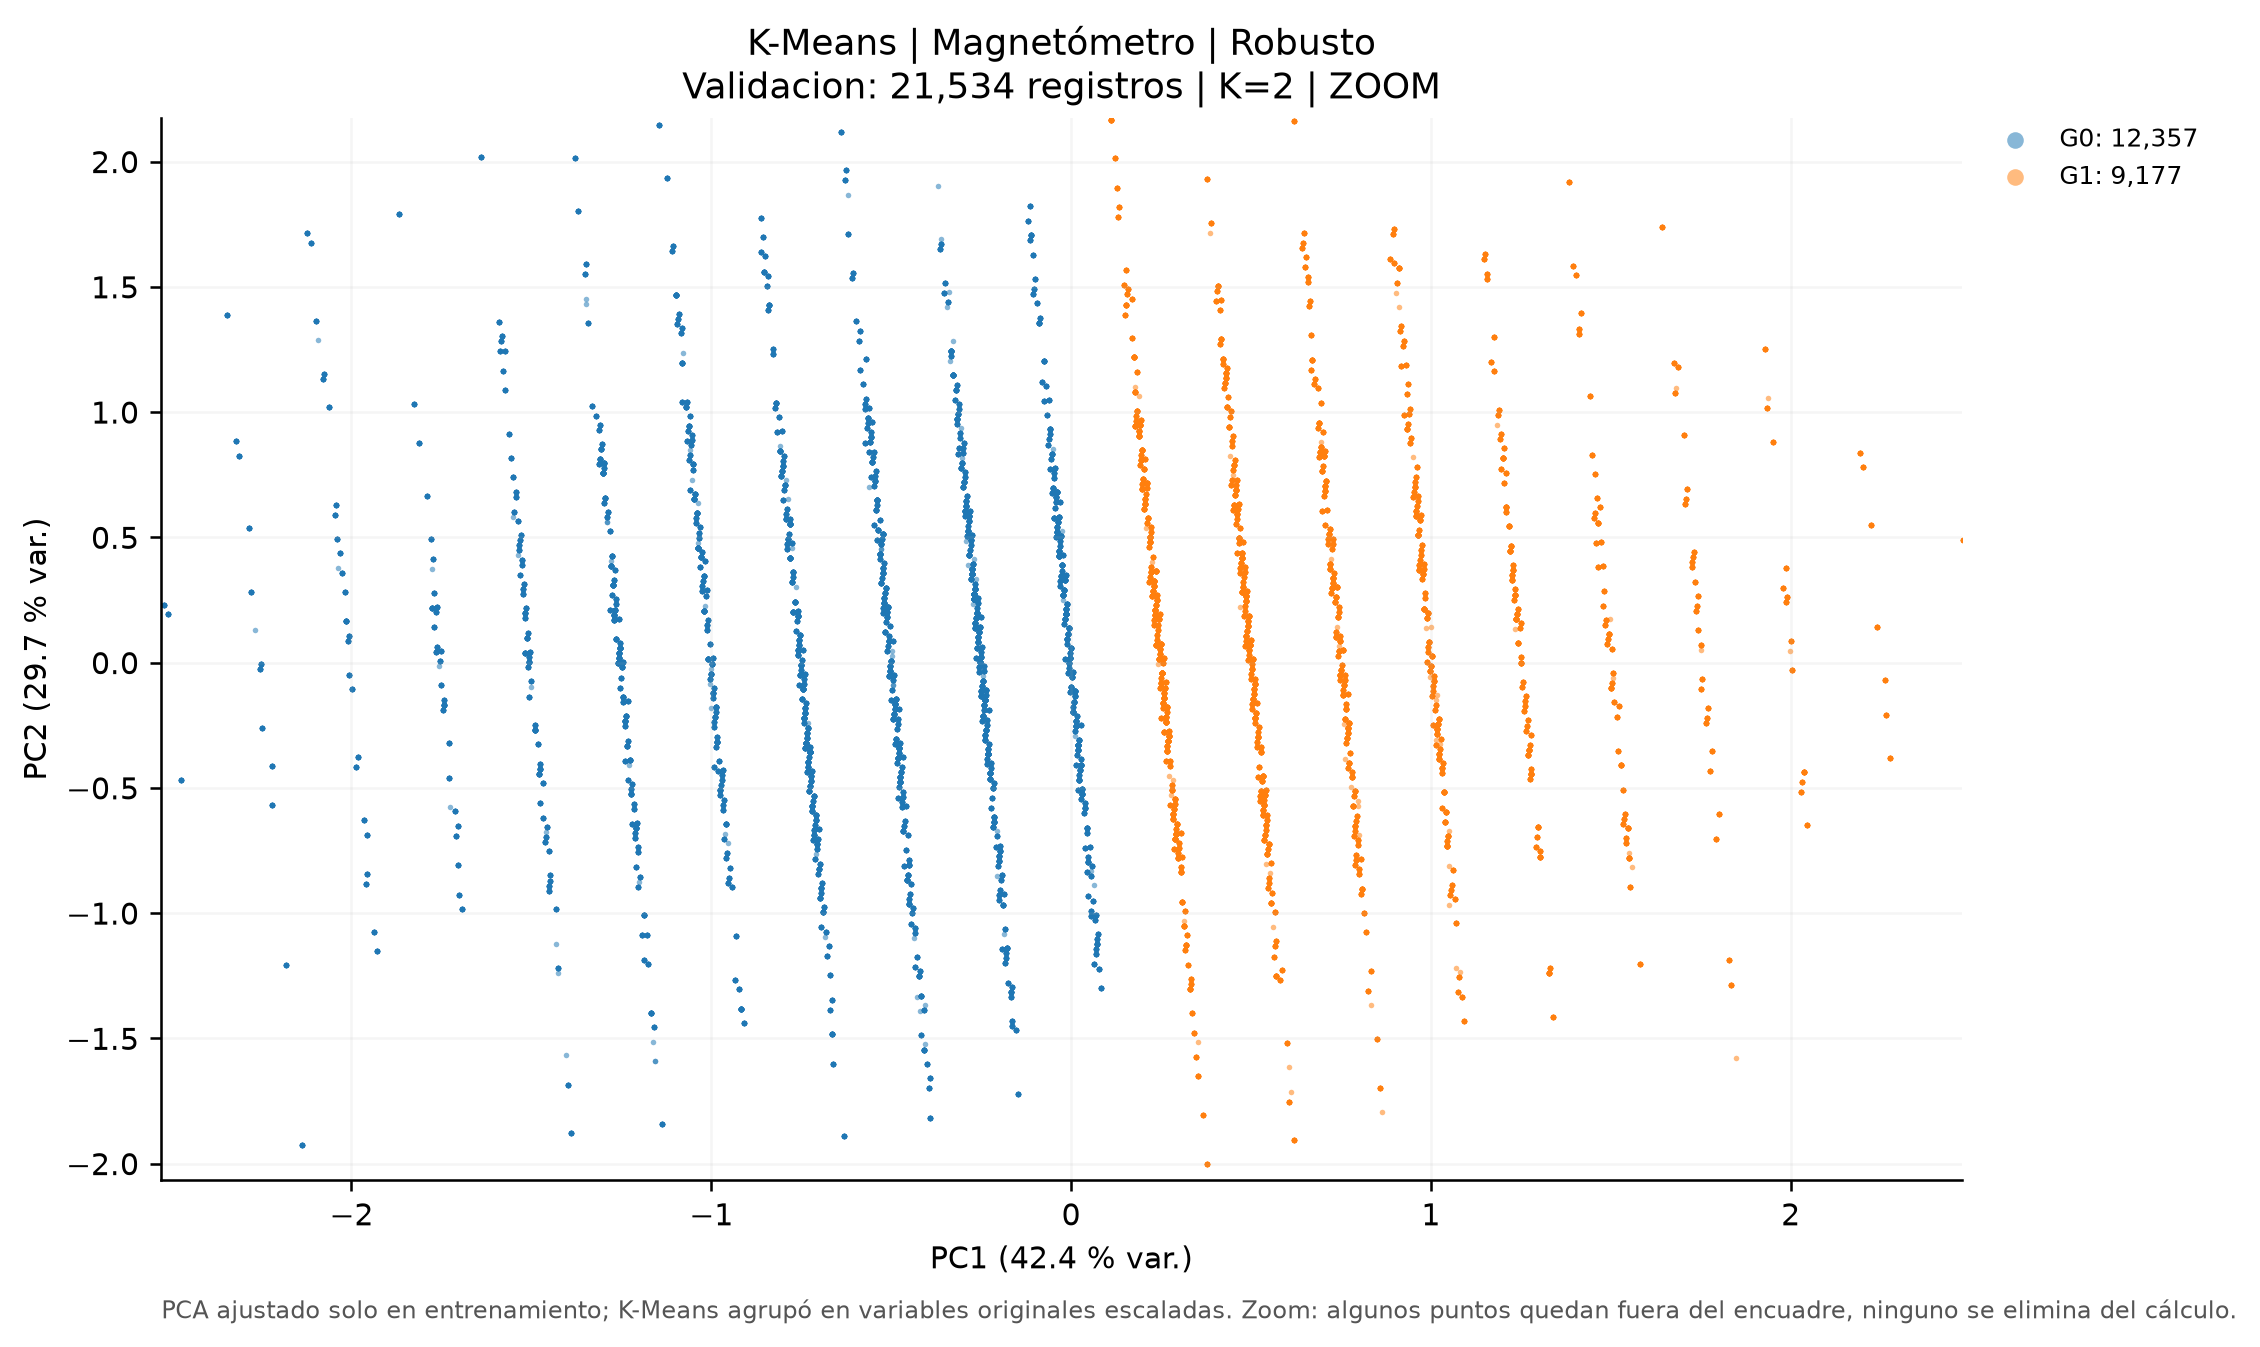 K-Means | Magnetómetro | Robusto
Validacion: 21,534 registros | K=2 | ZOOM
G0: 12,357
G1: 9,177
PC2 (29.7 % var.)
2.0
1.5
1.0
0.5
0.0
−0.5
−1.0
−1.5
−2.0
−2
−1
0
1
2
PC1 (42.4 % var.)
PCA ajustado solo en entrenamiento; K-Means agrupó en variables originales escaladas. Zoom: algunos puntos quedan fuera del encuadre, ninguno se elimina del cálculo.